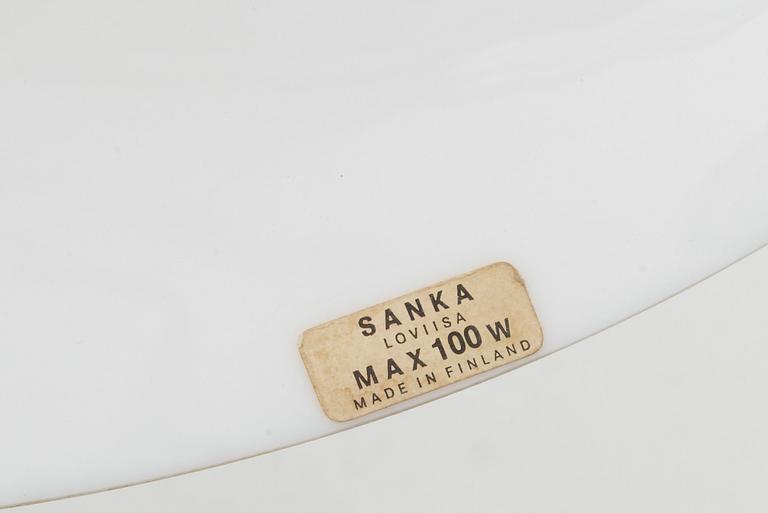 SANKA
LOVIISA
MAX 100 W
MADE IN FINLAND